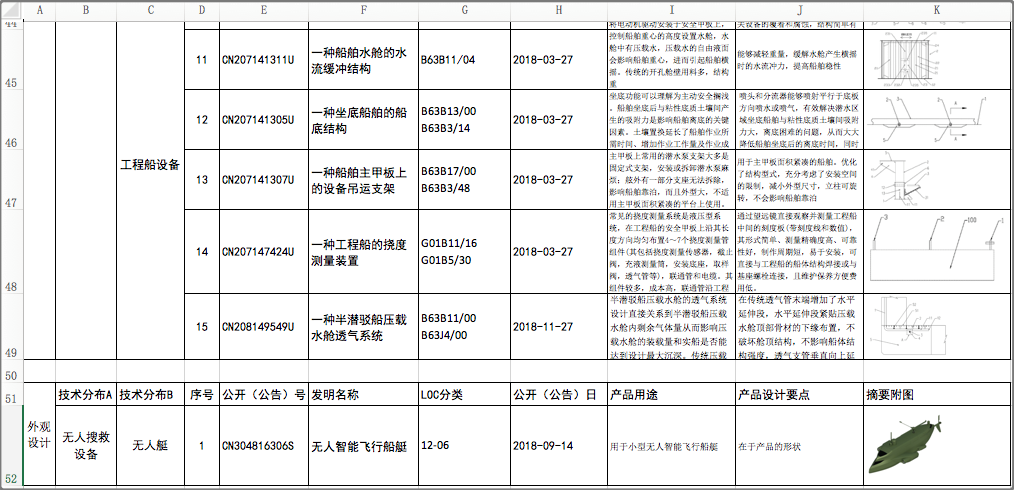 A B C D E F G H I J K
将电动机驱动安装于安全甲板上，
45
工程船设备
11
CN207141311U
一种船舶水舱的水
流缓冲结构
B63B11/04
2018-03-27
控制船舶重心的高度设置水舱，水
舱中有压载水，压载水的自由液面
会影响船舶重心，进而引起船舶横
摇。传统的开孔舱壁用料多，结构
重
能够减轻重量，缓解水舱产生横摇
时的水流冲力，提高船舶稳性
46
12
CN207141305U
一种坐底船舶的船
底结构
B63B13/00
B63B3/14
2018-03-27
坐底功能可以理解为主动安全搁浅
。船舶坐底后与粘性底质土壤间产
生的吸附力是影响船舶离底的关键
因素。土壤置换延长了船舶作业所
需时间、增加作业工作量及作业成
喷头和分流器能够喷射平行于底板
方向喷水或喷气，有效解决潜水区
域坐底船舶与粘性底质土壤间吸附
力大，离底困难的问题，从而大大
降低船舶坐底后的离底时间，同时
47
13
CN207141307U
一种船舶主甲板上
的设备吊运支架
B63B17/00
B63B3/48
2018-03-27
主甲板上常用的潜水泵支架大多是
固定式支架，安装或拆卸潜水泵麻
烦；舷外有一部分支座无法拆除，
影响船舶靠泊，而且外型大，不适
用主甲板面积紧凑的平台上使用。
用于主甲板面积紧凑的船舶。优化
了结构型式，充分考虑了安装空间
的限制，减小外型尺寸，立柱可旋
转，不会影响船舶靠泊
48
14
CN207147424U
一种工程船的挠度
测量装置
G01B11/16
G01B5/30
2018-03-27
常见的挠度测量系统是液压型系
统，在工程船的安全甲板上沿其长
度方向均匀布置4～7个挠度测量管
组件(其包括挠度测量传感器，截止
阀，充液测量筒，安装底座，取样
阀，透气管等)，联通管和电缆。其
组件较多，成本高，联通管沿工程
通过望远镜直接观察并测量工程船
中间的刻度板(带刻度线和数值)，
其形式简单、测量精确度高、可靠
性好，制作周期短，易于安装，可
直接与工程船的船体结构焊接或与
基座螺栓连接，且维护保养方便费
用低。
3 2 100 1
49
15
CN208149549U
一种半潜驳船压载
水舱透气系统
B63B11/00
B63J4/00
2018-11-27
半潜驳船压载水舱的透气系统
设计直接关系到半潜驳船压载
水舱内剩余气体量从而影响压
载水舱的装载量和实船是否能
达到设计最大沉深。传统压载
在传统透气管末端增加了水平
延伸段，水平延伸段紧贴压载
水舱顶部骨材的下缘布置，不
破坏舱顶结构，不影响船体结
构强度，透气支管垂直向上延
50
51
技术分布A 技术分布B 序号 公开（公告）号 发明名称 LOC分类 公开（公告）日 产品用途 产品设计要点 摘要附图
52
外观
设计
无人搜救
设备
无人艇
1
CN304816306S
无人智能飞行船艇
12-06
2018-09-14
用于小型无人智能飞行船艇
在于产品的形状